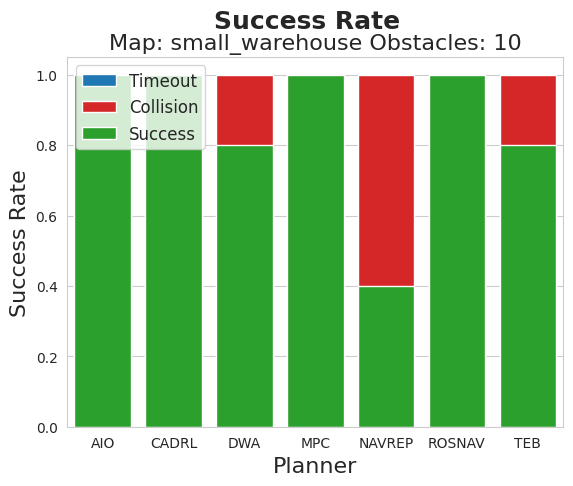 Success Rate
Map: small_warehouse Obstacles: 10
Success Rate
1.0
0.8
0.6
0.4
0.2
0.0
Timeout
Collision
Success
AIO CADRL DWA MPC NAVREP ROSNAV TEB
Planner